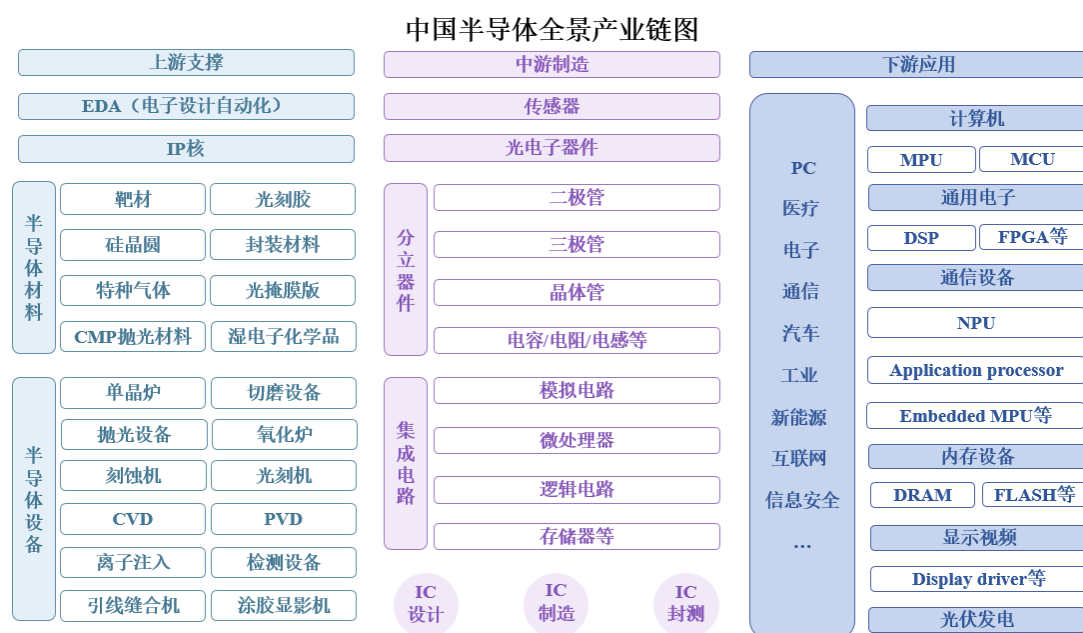 中国半导体全景产业链图
上游支撑
EDA（电子设计自动化）
IP核
半导体材料
靶材
光刻胶
硅晶圆
封装材料
特种气体
光掩膜版
CMP抛光材料
湿电子化学品
半导体设备
单晶炉
切磨设备
抛光设备
氧化炉
刻蚀机
光刻机
CVD
PVD
离子注入
检测设备
引线缝合机
涂胶显影机
中游制造
传感器
光电子器件
分立器件
二极管
三极管
晶体管
电容/电阻/电感等
集成电路
模拟电路
微处理器
逻辑电路
存储器等
IC
设计
IC
制造
IC
封测
下游应用
PC
医疗
电子
通信
汽车
工业
新能源
互联网
信息安全
…
计算机
MPU
MCU
通用电子
DSP
FPGA等
通信设备
NPU
Application processor
Embedded MPU等
内存设备
DRAM
FLASH等
显示视频
Display driver等
光伏发电